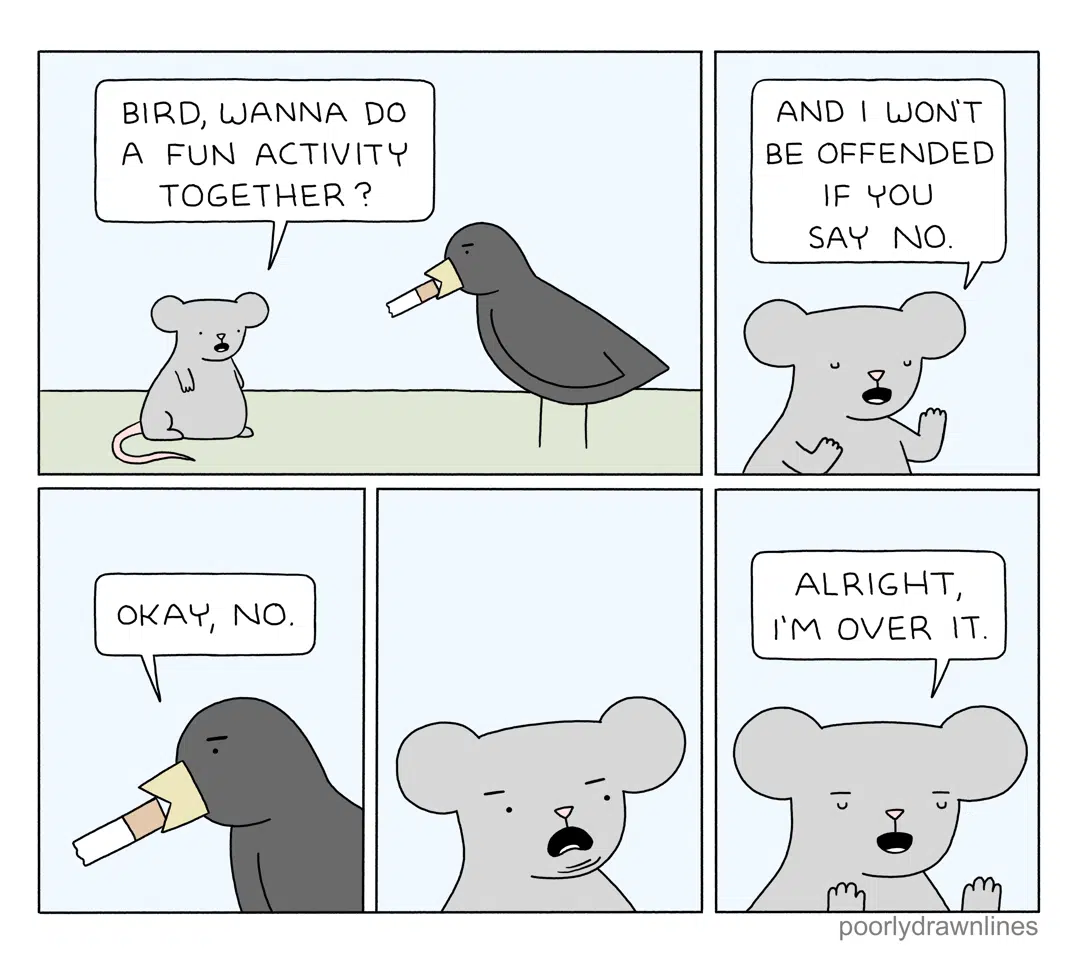 BIRD, WANNA DO
A FUN ACTIVITY
TOGETHER?
AND I WON'T
BE OFFENDED
IF YOU
SAY NO.
OKAY, NO.
ALRIGHT,
I'M OVER IT.
poorlydrawnlines